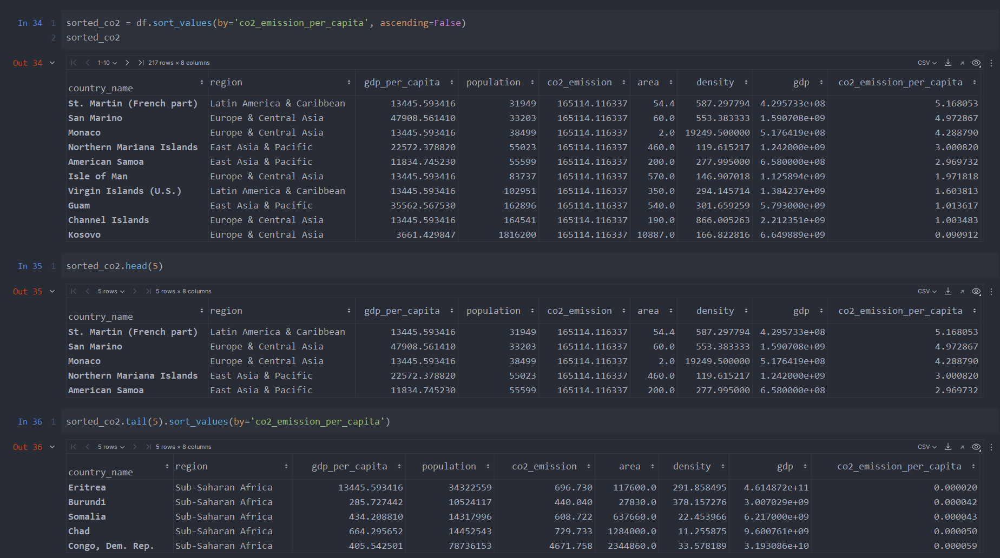 In 34 1 sorted_co2 = df.sort_values(by='co2_emission_per_capita', ascending=False)
2 sorted_co2
Out 34 1-10 217 rows × 8 columns CSV
country_name region gdp_per_capita population co2_emission area density gdp co2_emission_per_capita
St. Martin (French part) Latin America & Caribbean 13445.593416 31949 165114.116337 54.4 587.297794 4.295733e+08 5.168053
San Marino Europe & Central Asia 47908.561410 33203 165114.116337 60.0 553.383333 1.590708e+09 4.972867
Monaco Europe & Central Asia 13445.593416 38499 165114.116337 2.0 19249.500000 5.176419e+08 4.288790
Northern Mariana Islands East Asia & Pacific 22572.378820 55023 165114.116337 460.0 119.615217 1.242000e+09 3.000820
American Samoa East Asia & Pacific 11834.745230 55599 165114.116337 200.0 277.995000 6.580000e+08 2.969732
Isle of Man Europe & Central Asia 13445.593416 83737 165114.116337 570.0 146.907018 1.125894e+09 1.971818
Virgin Islands (U.S.) Latin America & Caribbean 13445.593416 102951 165114.116337 350.0 294.145714 1.384237e+09 1.603813
Guam East Asia & Pacific 35562.567530 162896 165114.116337 540.0 301.659259 5.793000e+09 1.013617
Channel Islands Europe & Central Asia 13445.593416 164541 165114.116337 190.0 866.005263 2.212351e+09 1.003483
Kosovo Europe & Central Asia 3661.429847 1816200 165114.116337 10887.0 166.822816 6.649889e+09 0.090912
In 35 1 sorted_co2.head(5)
Out 35 5 rows 5 rows × 8 columns CSV
country_name region gdp_per_capita population co2_emission area density gdp co2_emission_per_capita
St. Martin (French part) Latin America & Caribbean 13445.593416 31949 165114.116337 54.4 587.297794 4.295733e+08 5.168053
San Marino Europe & Central Asia 47908.561410 33203 165114.116337 60.0 553.383333 1.590708e+09 4.972867
Monaco Europe & Central Asia 13445.593416 38499 165114.116337 2.0 19249.500000 5.176419e+08 4.288790
Northern Mariana Islands East Asia & Pacific 22572.378820 55023 165114.116337 460.0 119.615217 1.242000e+09 3.000820
American Samoa East Asia & Pacific 11834.745230 55599 165114.116337 200.0 277.995000 6.580000e+08 2.969732
In 36 1 sorted_co2.tail(5).sort_values(by='co2_emission_per_capita')
Out 36 5 rows 5 rows × 8 columns CSV
country_name region gdp_per_capita population co2_emission area density gdp co2_emission_per_capita
Eritrea Sub-Saharan Africa 13445.593416 34322559 696.730 117600.0 291.858495 4.614872e+11 0.000020
Burundi Sub-Saharan Africa 285.727442 10524117 440.040 27830.0 378.157276 3.007029e+09 0.000042
Somalia Sub-Saharan Africa 434.208810 14317996 608.722 637660.0 22.453966 6.217000e+09 0.000043
Chad Sub-Saharan Africa 664.295652 14452543 729.733 1284000.0 11.255875 9.600761e+09 0.000050
Congo, Dem. Rep. Sub-Saharan Africa 405.542501 78736153 4671.758 2344860.0 33.578189 3.193086e+10 0.000059